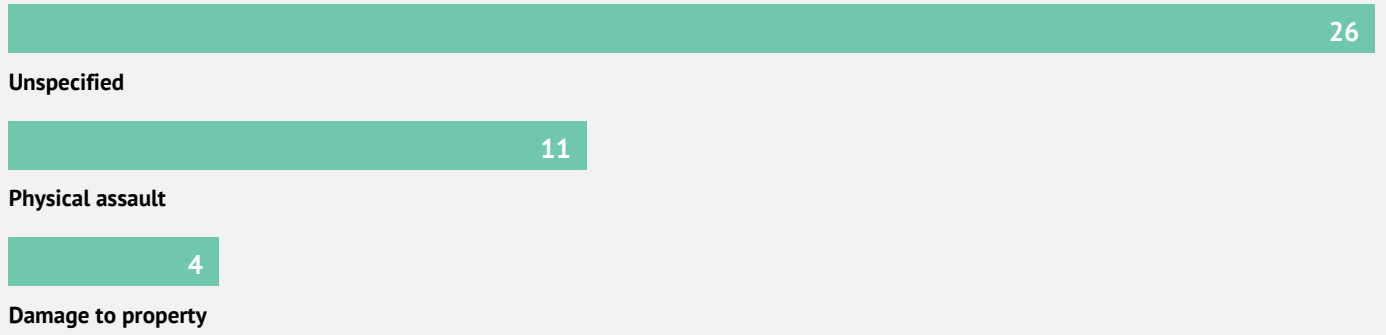 26
Unspecified
11
Physical assault
4
Damage to property